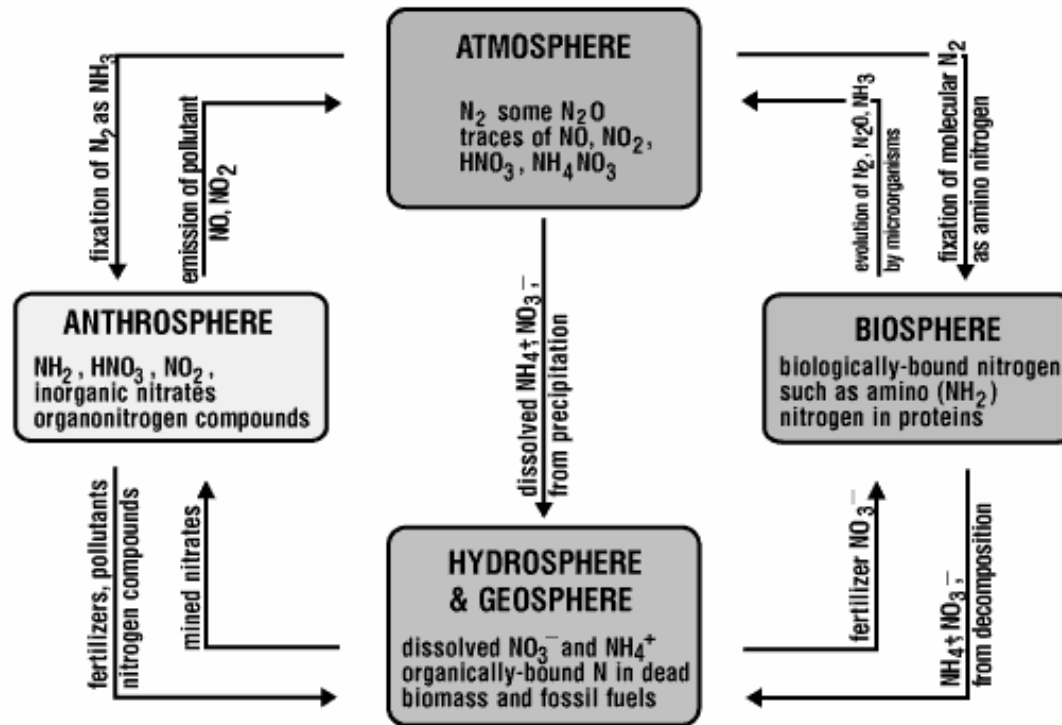 ATMOSPHERE
N₂ some N₂O
traces of NO, NO₂,
HNO₃, NH₄NO₃
fixation of N₂ as NH₃
emission of pollutant
NO, NO₂
evolution of N₂, N₂O, NH₃
by microorganisms
fixation of molecular N₂
as amino nitrogen
ANTHROSPHERE
NH₂, HNO₃, NO₂,
inorganic nitrates
organonitrogen compounds
dissolved NH₄⁺, NO₃⁻,
from precipitation
BIOSPHERE
biologically-bound nitrogen
such as amino (NH₂)
nitrogen in proteins
fertilizers, pollutants
nitrogen compounds
mined nitrates
HYDROSPHERE
& GEOSPHERE
dissolved NO₃⁻ and NH₄⁺
organically-bound N in dead
biomass and fossil fuels
fertilizer NO₃⁻
NH₄⁺, NO₃⁻,
from decomposition